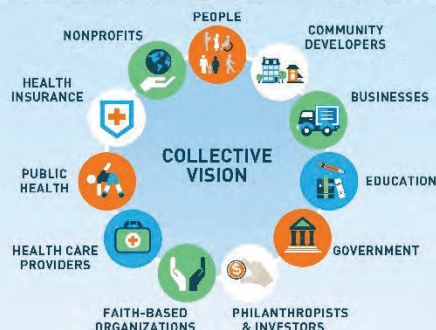 PEOPLE
COMMUNITY
DEVELOPERS
BUSINESSES
EDUCATION
GOVERNMENT
PHILANTHROPISTS
& INVESTORS
FAITH-BASED
ORGANIZATIONS
HEALTH CARE
PROVIDERS
PUBLIC
HEALTH
HEALTH
INSURANCE
NONPROFITS
COLLECTIVE
VISION
$